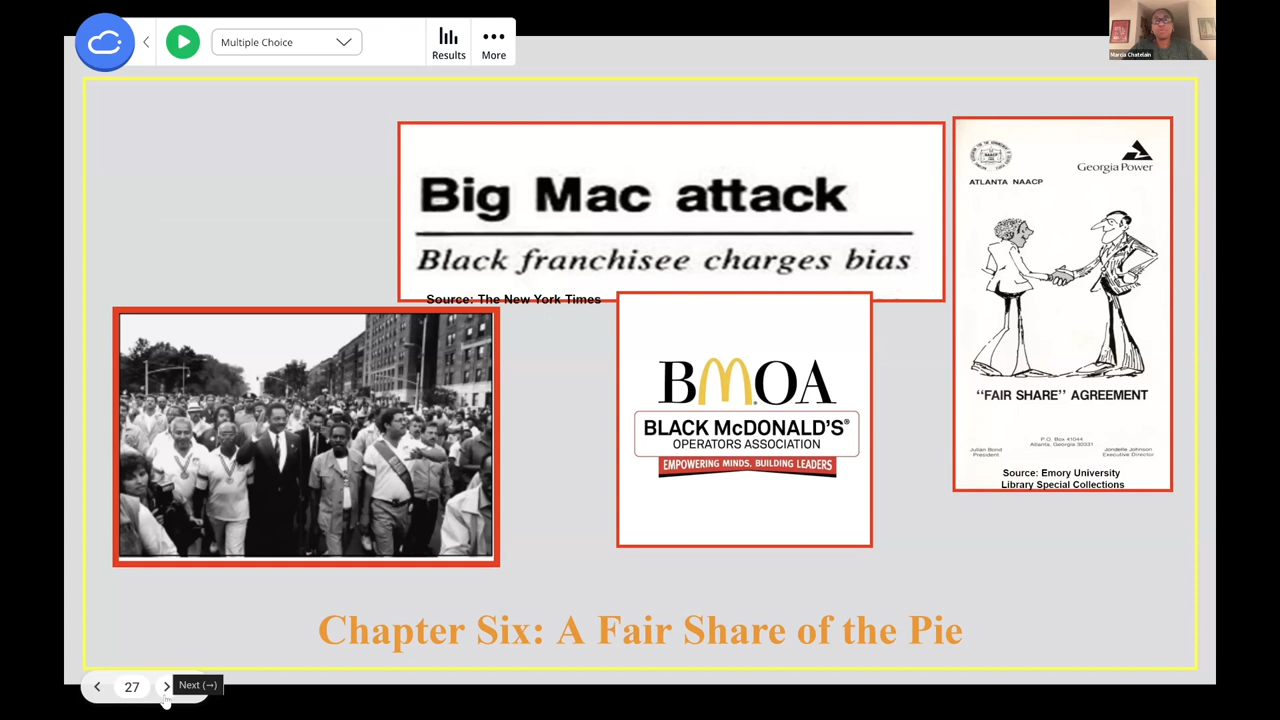 Multiple Choice
Results
More
Marcia Chatelain
Big Mac attack
Black franchisee charges bias
Source: The New York Times
NAACP
ATLANTA NAACP
Georgia Power
"FAIR SHARE" AGREEMENT
P.O. Box 41044
Atlanta, Georgia 30331
Julian Bond
President
Jondelle Johnson
Executive Director
Source: Emory University
Library Special Collections
BMOA
BLACK McDONALD'S®
OPERATORS ASSOCIATION
EMPOWERING MINDS, BUILDING LEADERS
Chapter Six: A Fair Share of the Pie
27
Next (→)